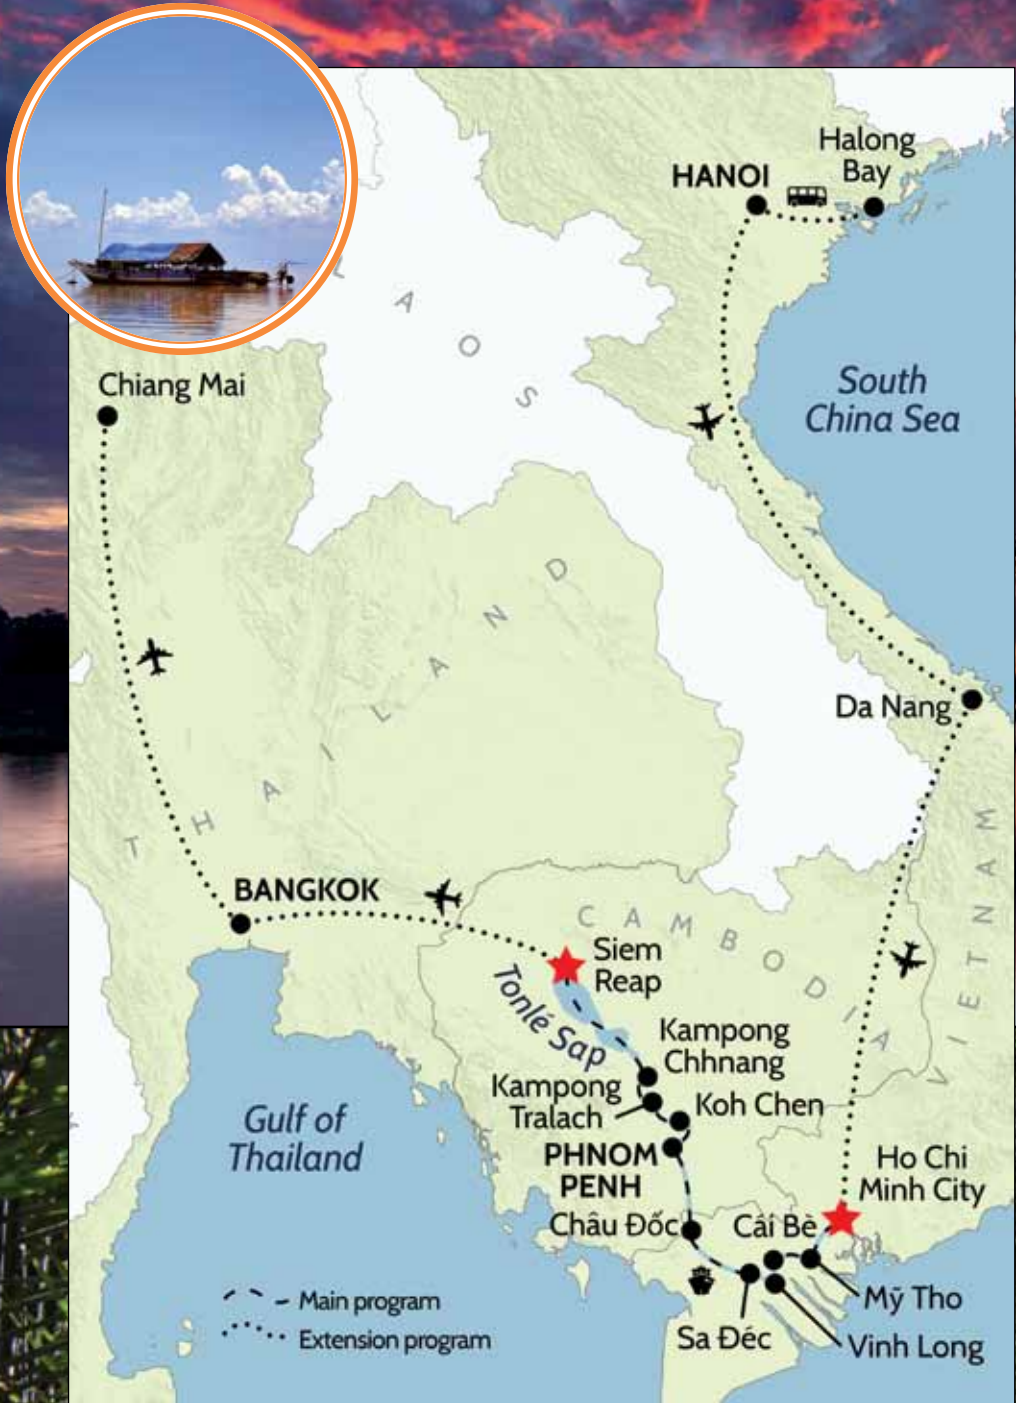 Halong
Bay
HANOI
LAOS
Chiang Mai
South
China Sea
THAILAND
Da Nang
VIETNAM
BANGKOK
CAMBODIA
Siem
Reap
Tonlé Sap
Kampong
Chhnang
Kampong
Tralach
Koh Chen
Gulf of
Thailand
PHNOM
PENH
Ho Chi
Minh City
Châu Đốc
Cái Bè
Main program
Mỹ Tho
Extension program
Sa Déc
Vinh Long